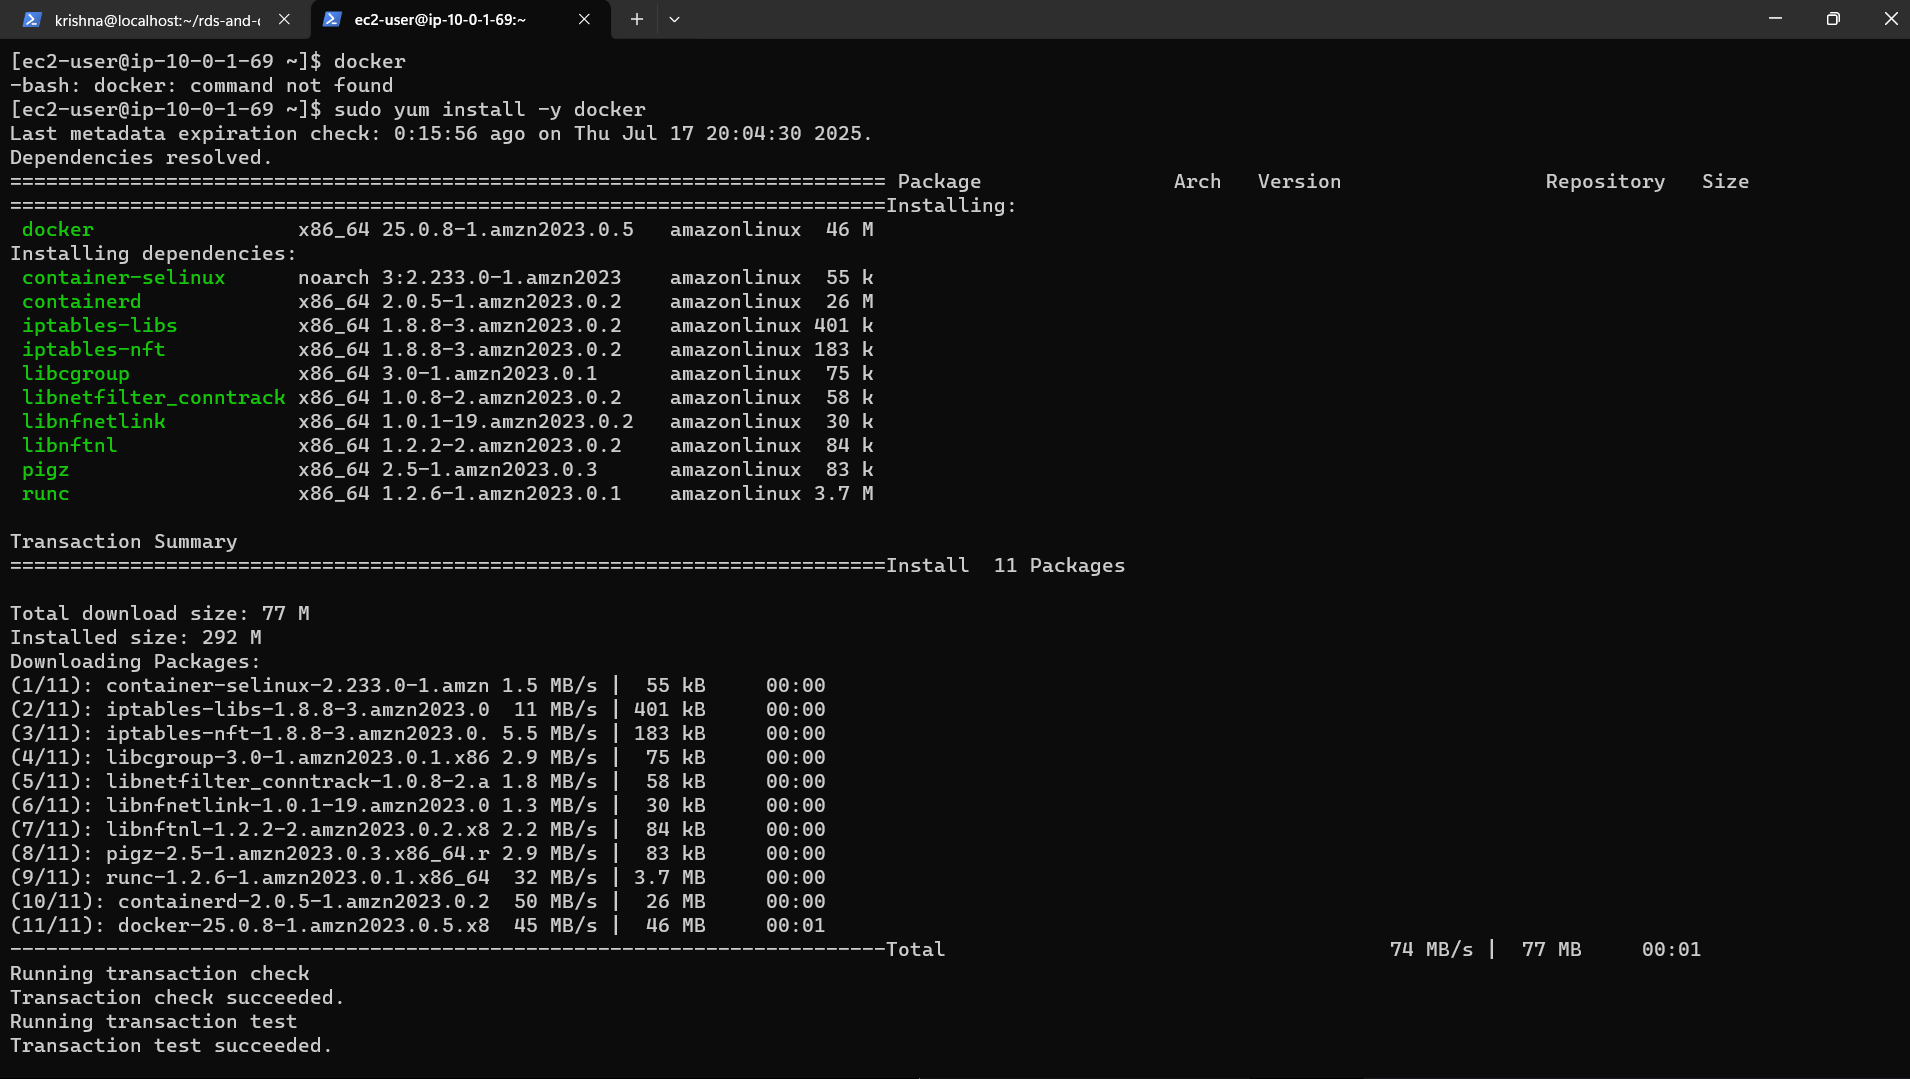 krishna@localhost:~/rds-and-
ec2-user@ip-10-0-1-69:~
[ec2-user@ip-10-0-1-69 ~]$ docker
-bash: docker: command not found
[ec2-user@ip-10-0-1-69 ~]$ sudo yum install -y docker
Last metadata expiration check: 0:15:56 ago on Thu Jul 17 20:04:30 2025.
Dependencies resolved.
========================================================================= Package                Arch   Version                 Repository   Size
=========================================================================Installing:
 docker                 x86_64 25.0.8-1.amzn2023.0.5   amazonlinux  46 M
Installing dependencies:
 container-selinux      noarch 3:2.233.0-1.amzn2023    amazonlinux  55 k
 containerd             x86_64 2.0.5-1.amzn2023.0.2    amazonlinux  26 M
 iptables-libs          x86_64 1.8.8-3.amzn2023.0.2    amazonlinux 401 k
 iptables-nft           x86_64 1.8.8-3.amzn2023.0.2    amazonlinux 183 k
 libcgroup              x86_64 3.0-1.amzn2023.0.1      amazonlinux  75 k
 libnetfilter_conntrack x86_64 1.0.8-2.amzn2023.0.2    amazonlinux  58 k
 libnfnetlink           x86_64 1.0.1-19.amzn2023.0.2   amazonlinux  30 k
 libnftnl               x86_64 1.2.2-2.amzn2023.0.2    amazonlinux  84 k
 pigz                   x86_64 2.5-1.amzn2023.0.3      amazonlinux  83 k
 runc                   x86_64 1.2.6-1.amzn2023.0.1    amazonlinux 3.7 M
Transaction Summary
=========================================================================Install  11 Packages
Total download size: 77 M
Installed size: 292 M
Downloading Packages:
(1/11): container-selinux-2.233.0-1.amzn 1.5 MB/s |  55 kB     00:00
(2/11): iptables-libs-1.8.8-3.amzn2023.0  11 MB/s | 401 kB     00:00
(3/11): iptables-nft-1.8.8-3.amzn2023.0. 5.5 MB/s | 183 kB     00:00
(4/11): libcgroup-3.0-1.amzn2023.0.1.x86 2.9 MB/s |  75 kB     00:00
(5/11): libnetfilter_conntrack-1.0.8-2.a 1.8 MB/s |  58 kB     00:00
(6/11): libnfnetlink-1.0.1-19.amzn2023.0 1.3 MB/s |  30 kB     00:00
(7/11): libnftnl-1.2.2-2.amzn2023.0.2.x8 2.2 MB/s |  84 kB     00:00
(8/11): pigz-2.5-1.amzn2023.0.3.x86_64.r 2.9 MB/s |  83 kB     00:00
(9/11): runc-1.2.6-1.amzn2023.0.1.x86_64  32 MB/s | 3.7 MB     00:00
(10/11): containerd-2.0.5-1.amzn2023.0.2  50 MB/s |  26 MB     00:00
(11/11): docker-25.0.8-1.amzn2023.0.5.x8  45 MB/s |  46 MB     00:01
-------------------------------------------------------------------------Total                                     74 MB/s |  77 MB     00:01
Running transaction check
Transaction check succeeded.
Running transaction test
Transaction test succeeded.